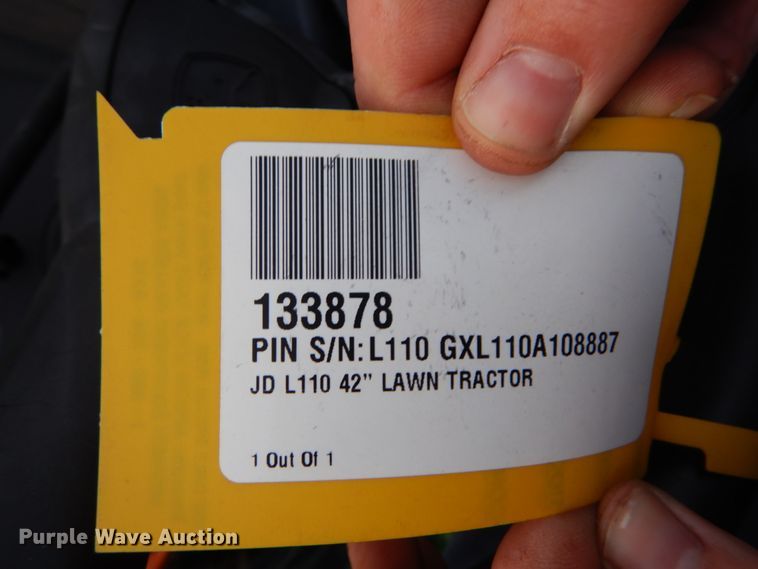 133878
PIN S/N: L110 GXL110A108887
JD L110 42" LAWN TRACTOR
1 Out Of 1
Purple Wave Auction